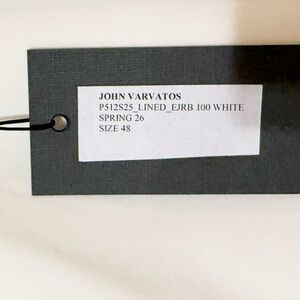 JOHN VARVATOS
P512S25_LINED_EJRB 100 WHITE
SPRING 26
SIZE 48